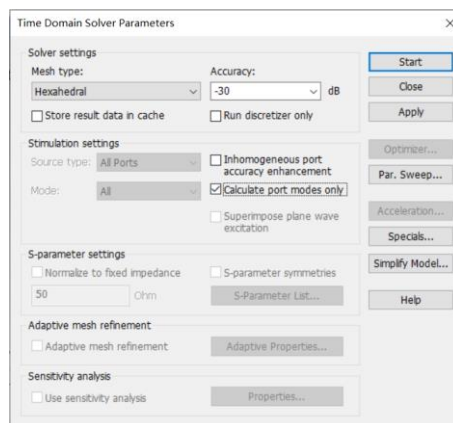 Time Domain Solver Parameters
Solver settings
Mesh type:
Accuracy:
Hexahedral
-30
dB
Store result data in cache
Run discretizer only
Stimulation settings
Source type:
All Ports
Inhomogeneous port
accuracy enhancement
Mode:
All
Calculate port modes only
Superimpose plane wave
excitation
S-parameter settings
Normalize to fixed impedance
S-parameter symmetries
50
Ohm
S-Parameter List...
Adaptive mesh refinement
Adaptive mesh refinement
Adaptive Properties...
Sensitivity analysis
Use sensitivity analysis
Properties...
Start
Close
Apply
Optimizer...
Par. Sweep...
Acceleration...
Specials...
Simplify Model...
Help